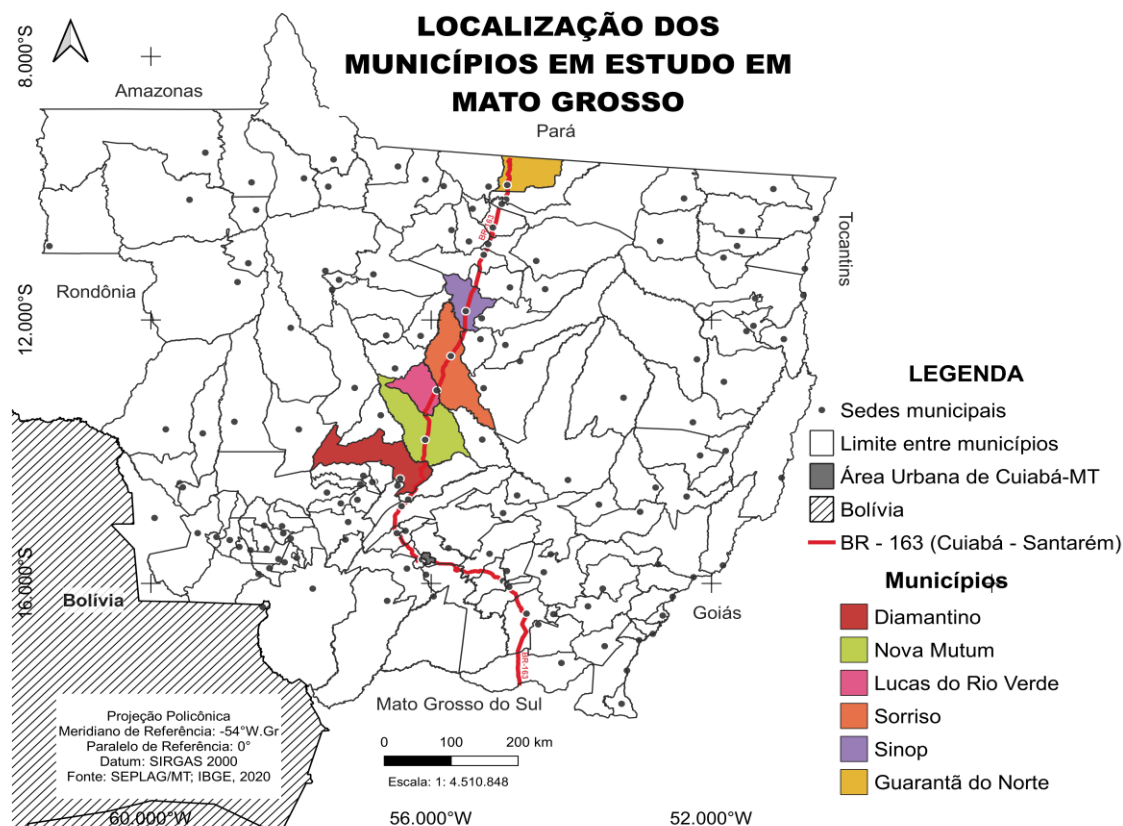 LOCALIZAÇÃO DOS
MUNICÍPIOS EM ESTUDO EM
MATO GROSSO
8.000°S
12.000°S
16.000°S
Amazonas
Pará
Tocantins
Rondônia
BR-163
Bolívia
Goiás
BR-163
Mato Grosso do Sul
LEGENDA
Sedes municipais
Limite entre municípios
Área Urbana de Cuiabá-MT
Bolívia
BR - 163 (Cuiabá - Santarém)
Municípios
Diamantino
Nova Mutum
Lucas do Rio Verde
Sorriso
Sinop
Guarantã do Norte
Projeção Policônica
Meridiano de Referência: -54°W.Gr
Paralelo de Referência: 0°
Datum: SIRGAS 2000
Fonte: SEPLAG/MT; IBGE, 2020
0 100 200 km
Escala: 1: 4.510.848
60.000°W 56.000°W 52.000°W